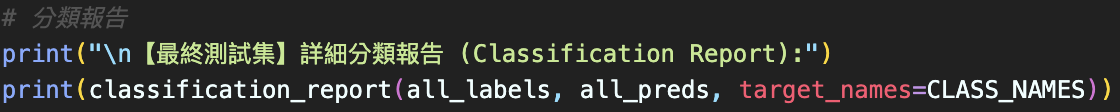 # 分類報告
print("\n【最終測試集】詳細分類報告 (Classification Report):")
print(classification_report(all_labels, all_preds, target_names=CLASS_NAMES))